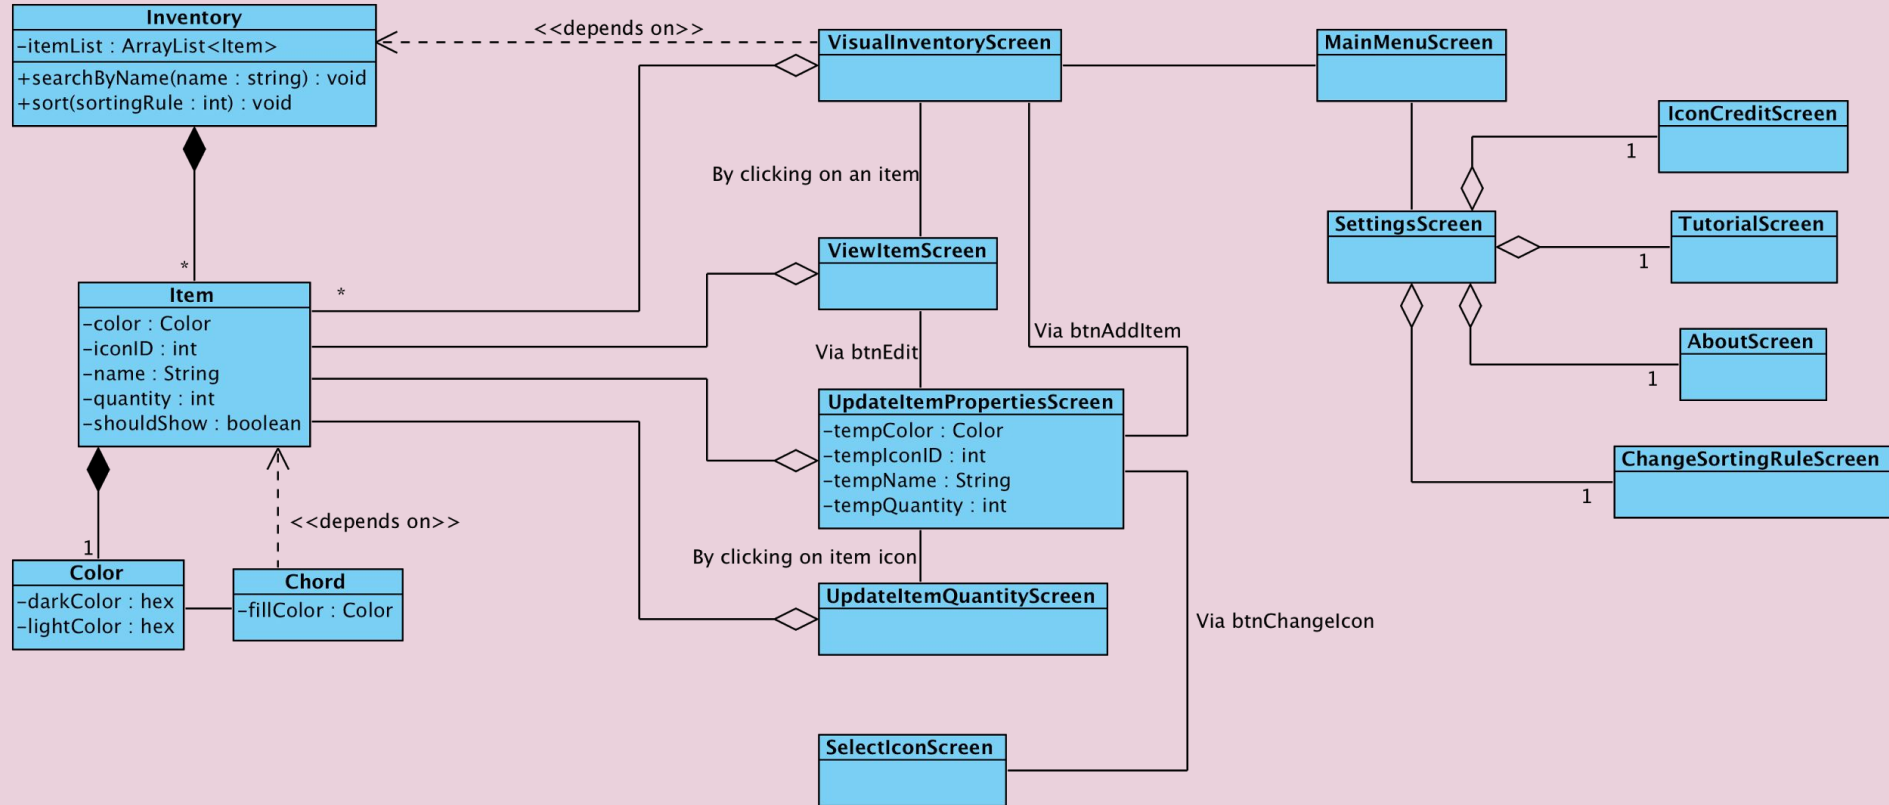 Inventory
-itemList : ArrayList<Item>
+searchByName(name : string) : void
+sort(sortingRule : int) : void
<<depends on>>
VisualInventoryScreen
MainMenuScreen
IconCreditScreen
1
By clicking on an item
SettingsScreen
TutorialScreen
1
ViewItemScreen
*
*
Item
-color : Color
-iconID : int
-name : String
-quantity : int
-shouldShow : boolean
Via btnEdit
Via btnAddItem
AboutScreen
1
UpdateItemPropertiesScreen
-tempColor : Color
-tempIconID : int
-tempName : String
-tempQuantity : int
ChangeSortingRuleScreen
1
<<depends on>>
1
Color
-darkColor : hex
-lightColor : hex
Chord
-fillColor : Color
By clicking on item icon
UpdateItemQuantityScreen
Via btnChangeIcon
SelectIconScreen